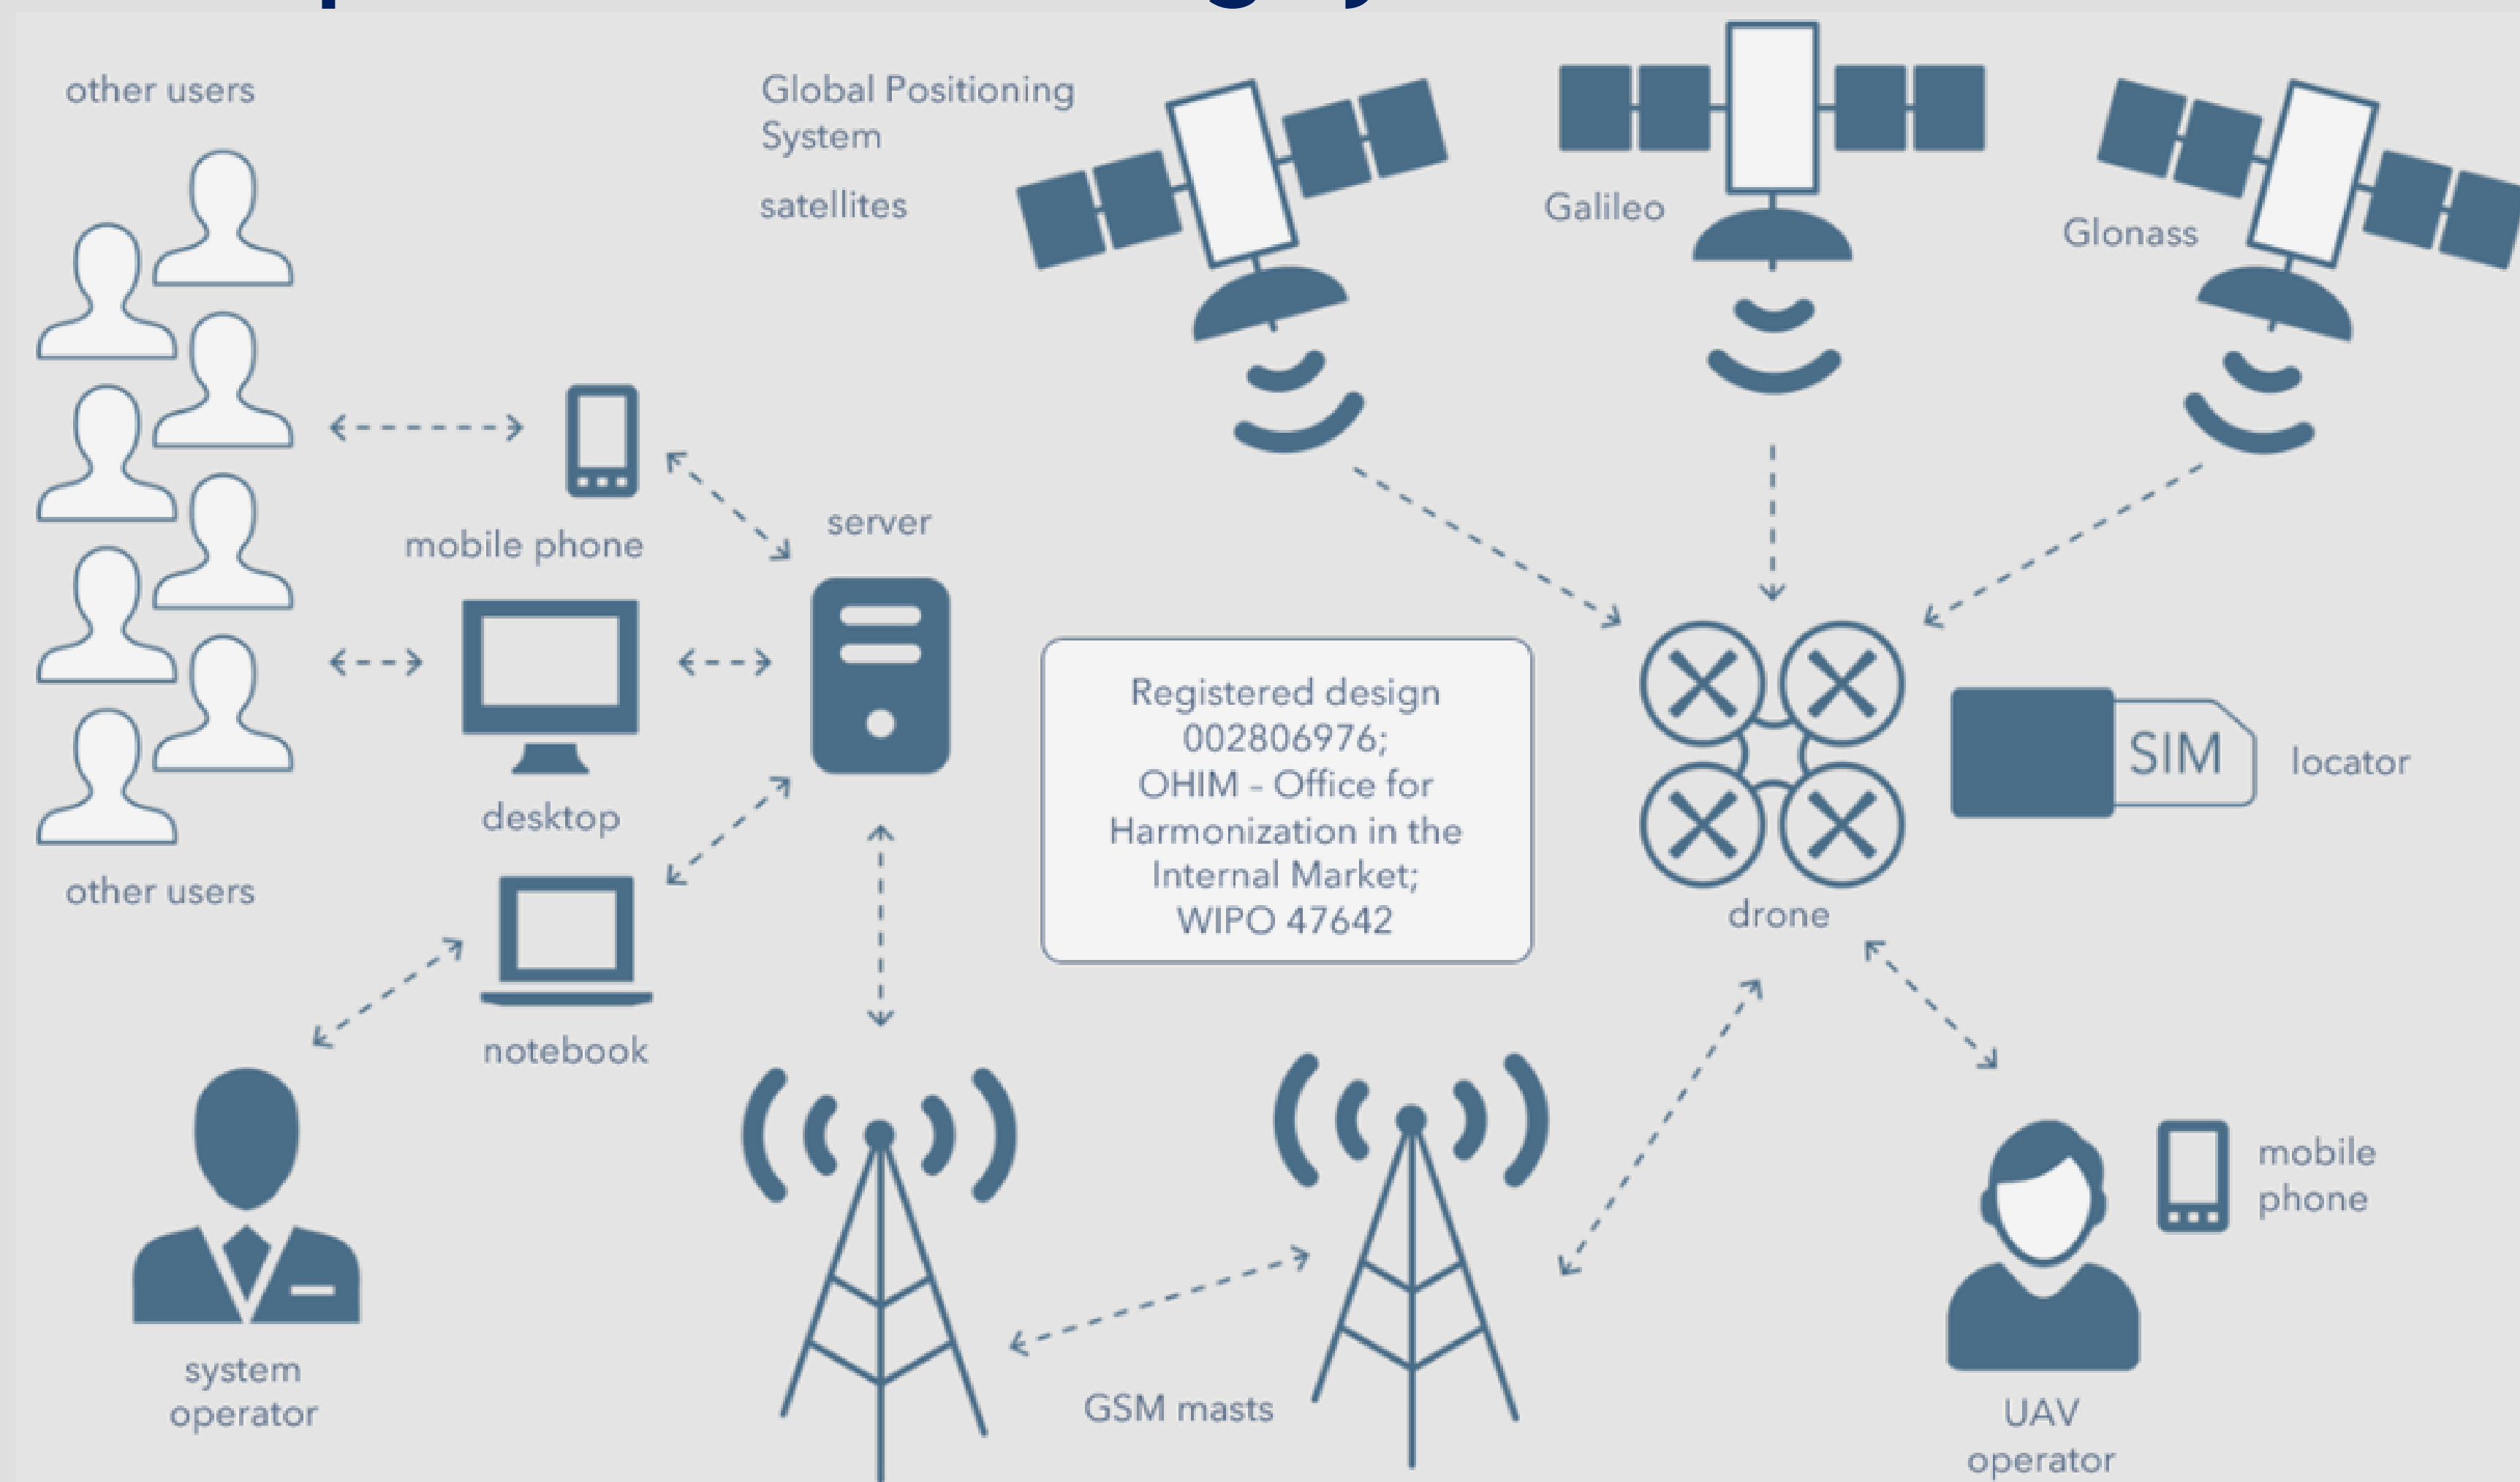 other users
Global Positioning
System
satellites
Galileo
Glonass
mobile phone
server
desktop
other users
notebook
Registered design
002806976;
OHIM - Office for
Harmonization in the
Internal Market;
WIPO 47642
SIM
locator
drone
mobile
phone
system
operator
GSM masts
UAV
operator